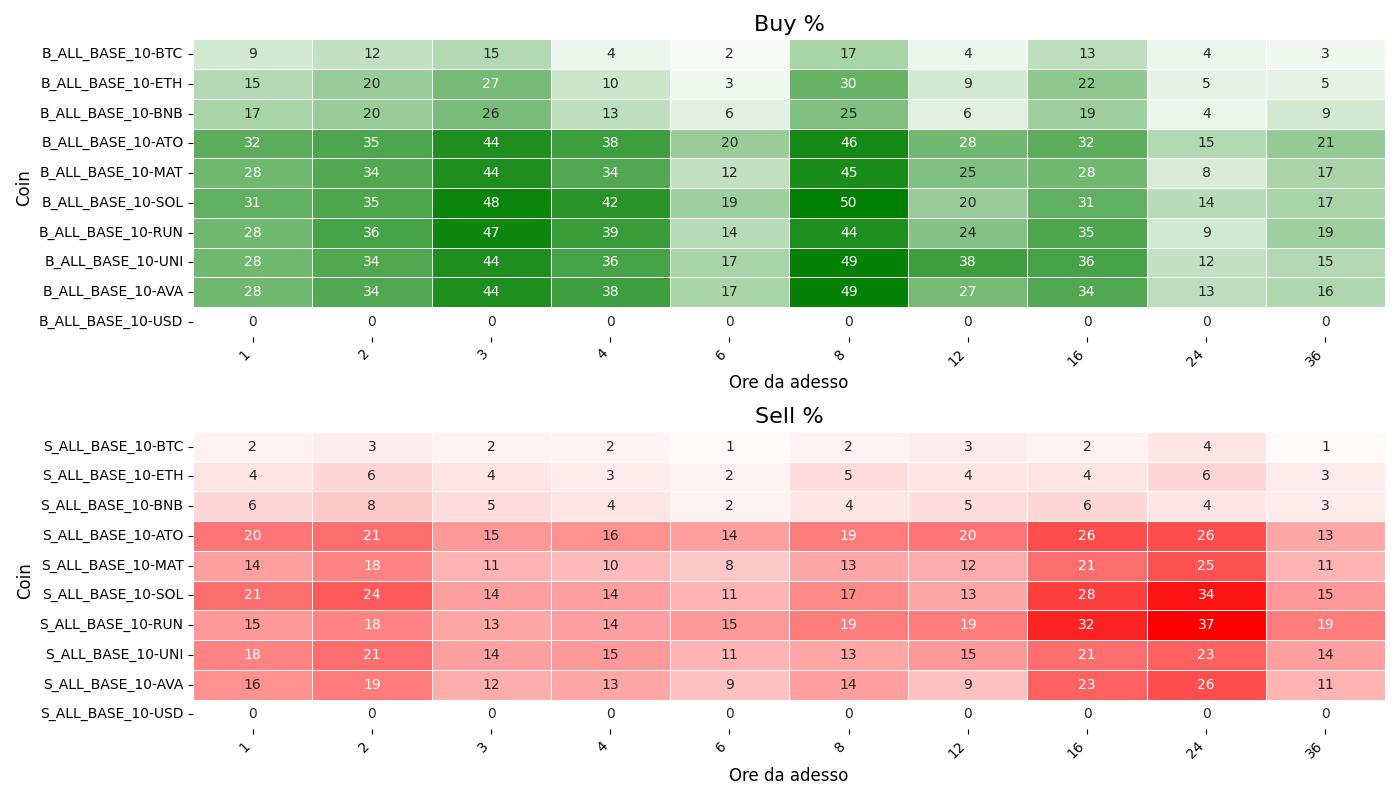 Buy %
Coin
B_ALL_BASE_10-BTC 9 12 15 4 2 17 4 13 4 3
B_ALL_BASE_10-ETH 15 20 27 10 3 30 9 22 5 5
B_ALL_BASE_10-BNB 17 20 26 13 6 25 6 19 4 9
B_ALL_BASE_10-ATO 32 35 44 38 20 46 28 32 15 21
B_ALL_BASE_10-MAT 28 34 44 34 12 45 25 28 8 17
B_ALL_BASE_10-SOL 31 35 48 42 19 50 20 31 14 17
B_ALL_BASE_10-RUN 28 36 47 39 14 44 24 35 9 19
B_ALL_BASE_10-UNI 28 34 44 36 17 49 38 36 12 15
B_ALL_BASE_10-AVA 28 34 44 38 17 49 27 34 13 16
B_ALL_BASE_10-USD 0 0 0 0 0 0 0 0 0 0
1 2 3 4 6 8 12 16 24 36
Ore da adesso
Sell %
Coin
S_ALL_BASE_10-BTC 2 3 2 2 1 2 3 2 4 1
S_ALL_BASE_10-ETH 4 6 4 3 2 5 4 4 6 3
S_ALL_BASE_10-BNB 6 8 5 4 2 4 5 6 4 3
S_ALL_BASE_10-ATO 20 21 15 16 14 19 20 26 26 13
S_ALL_BASE_10-MAT 14 18 11 10 8 13 12 21 25 11
S_ALL_BASE_10-SOL 21 24 14 14 11 17 13 28 34 15
S_ALL_BASE_10-RUN 15 18 13 14 15 19 19 32 37 19
S_ALL_BASE_10-UNI 18 21 14 15 11 13 15 21 23 14
S_ALL_BASE_10-AVA 16 19 12 13 9 14 9 23 26 11
S_ALL_BASE_10-USD 0 0 0 0 0 0 0 0 0 0
1 2 3 4 6 8 12 16 24 36
Ore da adesso